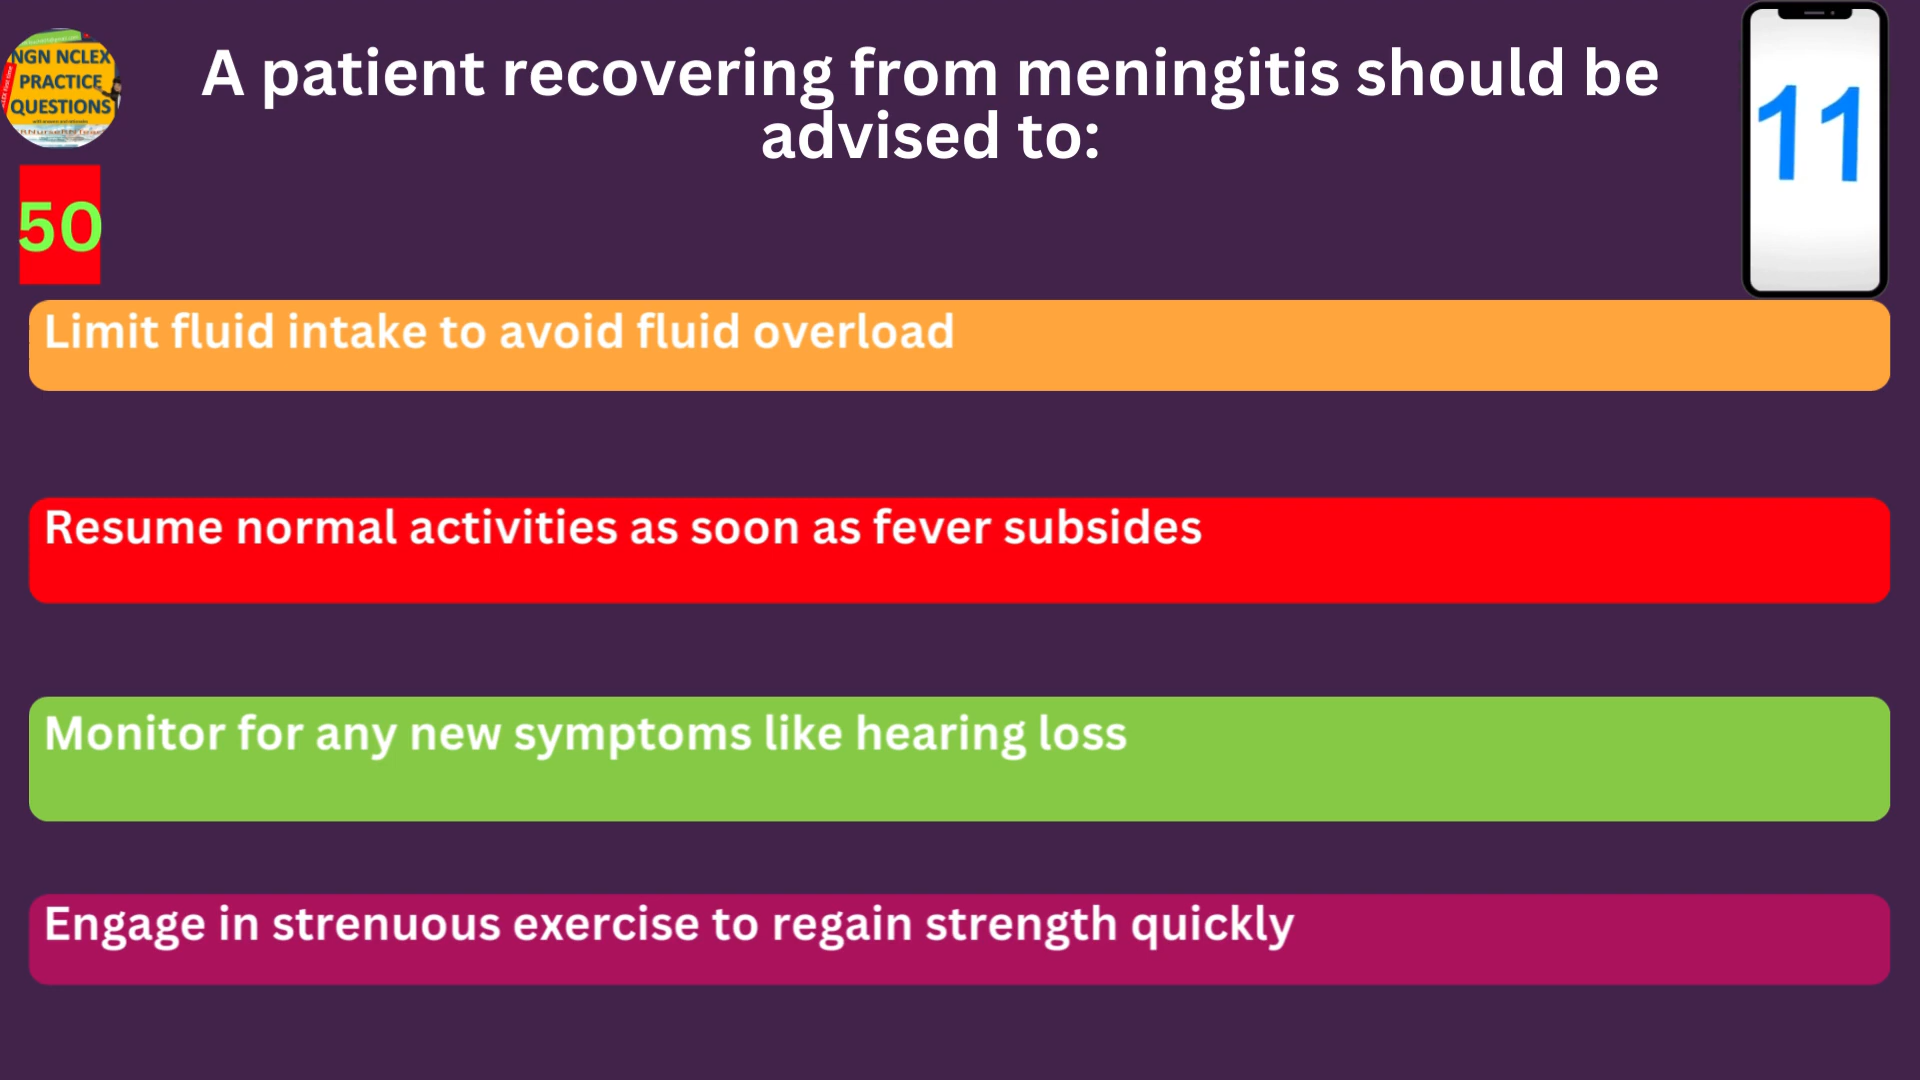 NGN NCLEX
PRACTICE
QUESTIONS
A patient recovering from meningitis should be
advised to:
11
50
Limit fluid intake to avoid fluid overload
Resume normal activities as soon as fever subsides
Monitor for any new symptoms like hearing loss
Engage in strenuous exercise to regain strength quickly